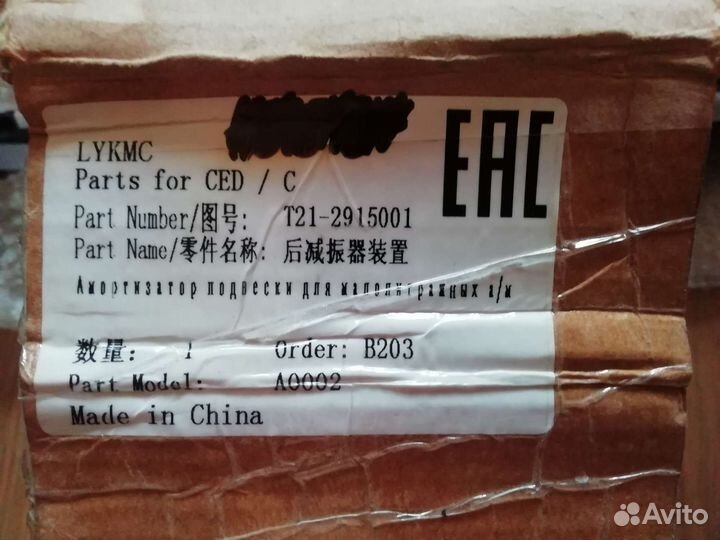 LYKMC
EAC
Parts for CED / C
Part Number/图号: T21-2915001
Part Name/零件名称: 后减振器装置
Амортизатор подвески для малолитражных а/м
数量: 1 Order: B203
Part Model: A0002
Made in China
Avito